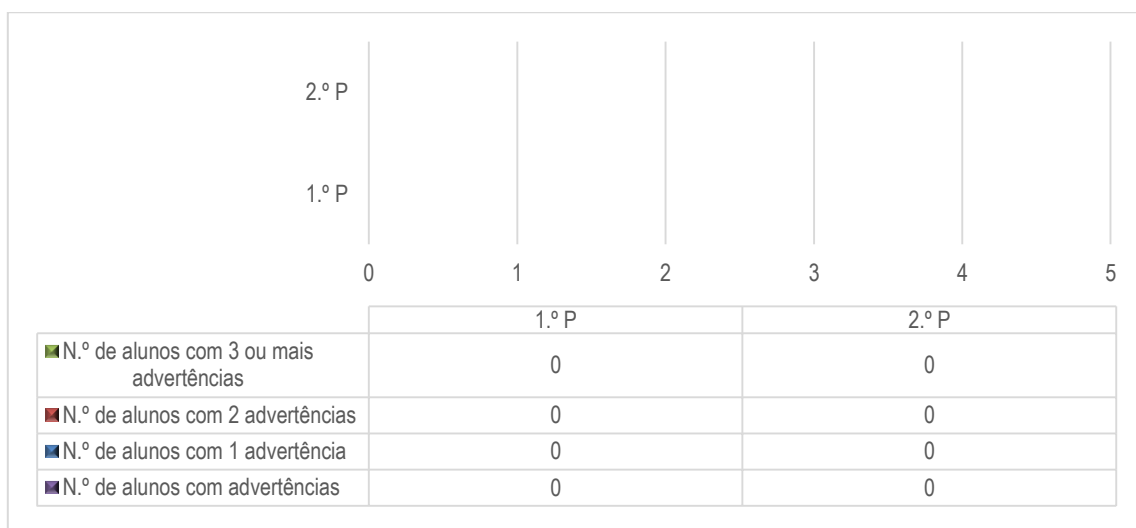 2.º P
1.º P
0 1 2 3 4 5
1.º P 2.º P
N.º de alunos com 3 ou mais
advertências 0 0
N.º de alunos com 2 advertências 0 0
N.º de alunos com 1 advertência 0 0
N.º de alunos com advertências 0 0